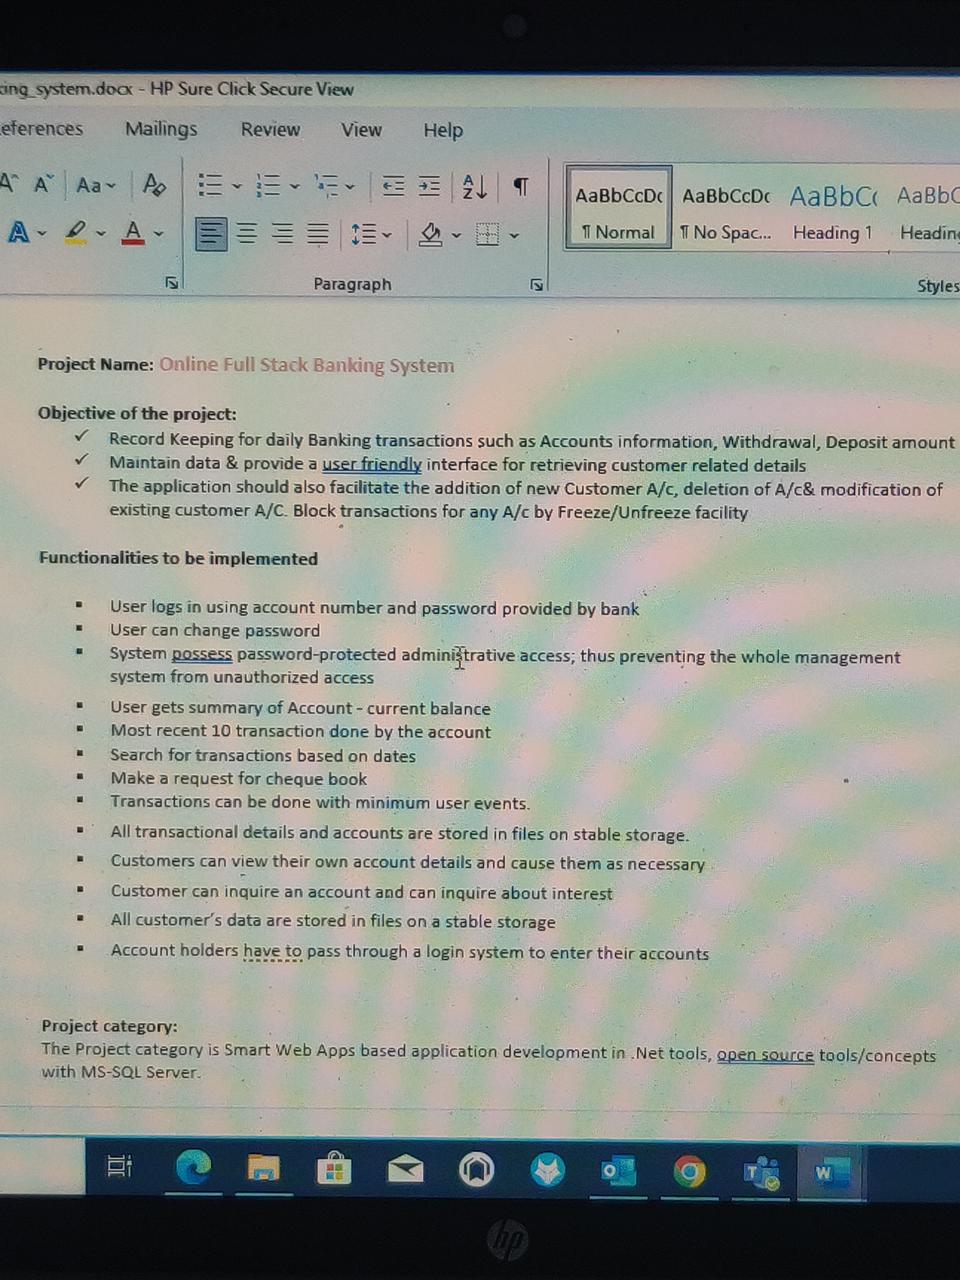 ing_system.docx - HP Sure Click Secure View
eferences Mailings Review View Help
Aa
AaBbCcDc AaBbCcDc AaBbC AaBbC
¶ Normal ¶ No Spac... Heading 1 Heading
Paragraph Styles
Project Name: Online Full Stack Banking System
Objective of the project:
✓ Record Keeping for daily Banking transactions such as Accounts information, Withdrawal, Deposit amount
✓ Maintain data & provide a user friendly interface for retrieving customer related details
✓ The application should also facilitate the addition of new Customer A/c, deletion of A/c& modification of
existing customer A/C. Block transactions for any A/c by Freeze/Unfreeze facility
Functionalities to be implemented
▪ User logs in using account number and password provided by bank
▪ User can change password
▪ System possess password-protected administrative access; thus preventing the whole management
system from unauthorized access
▪ User gets summary of Account - current balance
▪ Most recent 10 transaction done by the account
▪ Search for transactions based on dates
▪ Make a request for cheque book
▪ Transactions can be done with minimum user events.
▪ All transactional details and accounts are stored in files on stable storage.
▪ Customers can view their own account details and cause them as necessary
▪ Customer can inquire an account and can inquire about interest
▪ All customer's data are stored in files on a stable storage
▪ Account holders have to pass through a login system to enter their accounts
Project category:
The Project category is Smart Web Apps based application development in .Net tools, open source tools/concepts
with MS-SQL Server.
hp